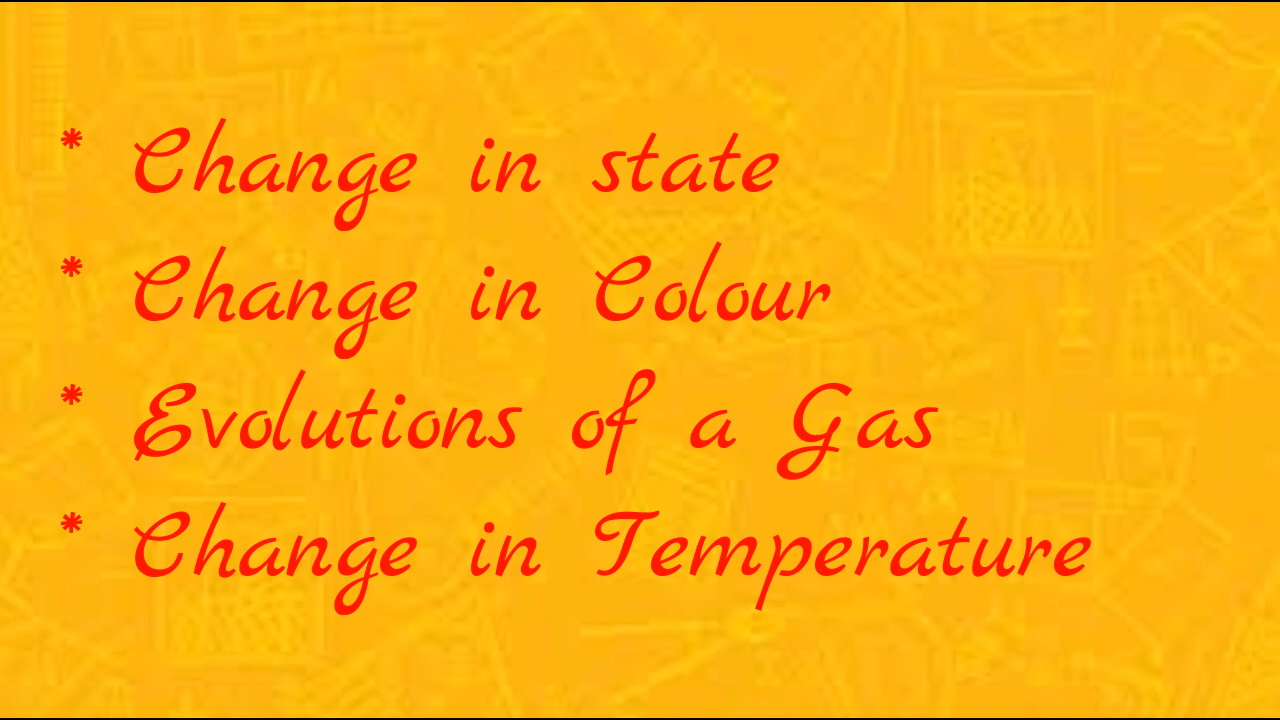 * Change in state
* Change in Colour
* Evolutions of a Gas
* Change in Temperature